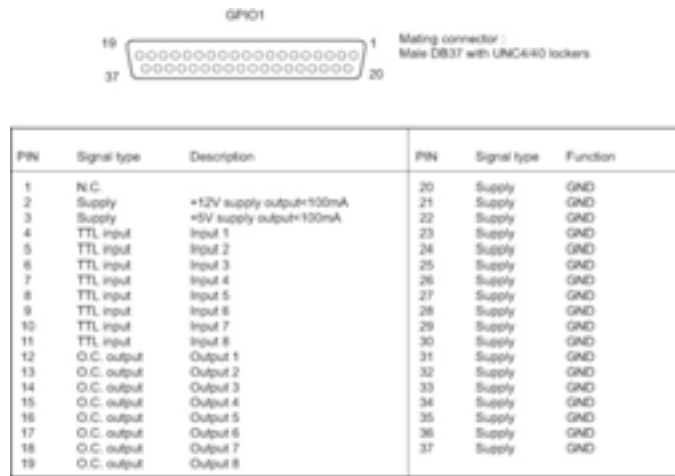 GPIO1
19 1 Mating connector :
Male DB37 with UNC4/40 lockers
37 20
PIN Signal type Description PIN Signal type Function
1 N.C. 20 Supply GND
2 Supply +12V supply output<100mA 21 Supply GND
3 Supply +5V supply output<100mA 22 Supply GND
4 TTL input Input 1 23 Supply GND
5 TTL input Input 2 24 Supply GND
6 TTL input Input 3 25 Supply GND
7 TTL input Input 4 26 Supply GND
8 TTL input Input 5 27 Supply GND
9 TTL input Input 6 28 Supply GND
10 TTL input Input 7 29 Supply GND
11 TTL input Input 8 30 Supply GND
12 O.C. output Output 1 31 Supply GND
13 O.C. output Output 2 32 Supply GND
14 O.C. output Output 3 33 Supply GND
15 O.C. output Output 4 34 Supply GND
16 O.C. output Output 5 35 Supply GND
17 O.C. output Output 6 36 Supply GND
18 O.C. output Output 7 37 Supply GND
19 O.C. output Output 8